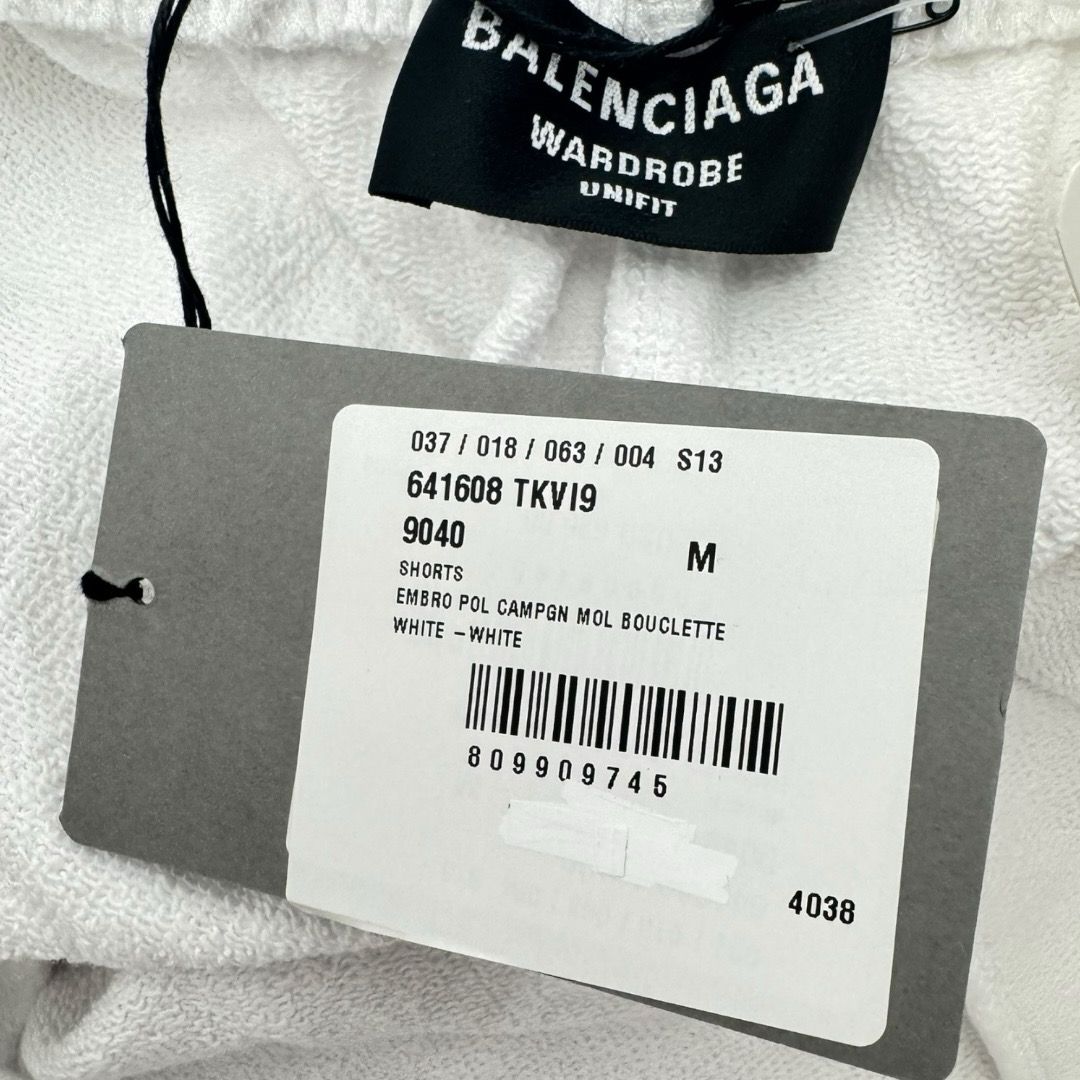 BALENCIAGA
WARDROBE
UNIFIT
037 / 018 / 063 / 004 S13
641608 TKVI9
9040
M
SHORTS
EMBRO POL CAMPGN MOL BOUCLETTE
WHITE -WHITE
809909745
4038